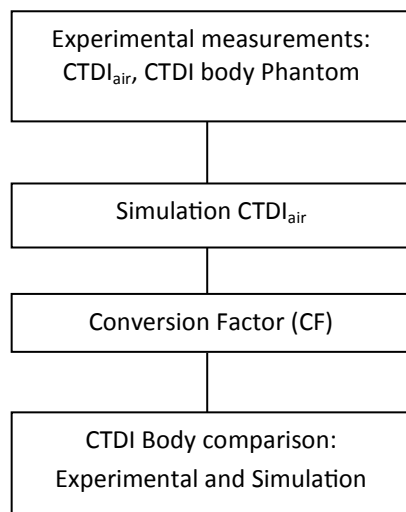 Experimental measurements:
CTDIair, CTDI body Phantom
Simulation CTDIair
Conversion Factor (CF)
CTDI Body comparison:
Experimental and Simulation